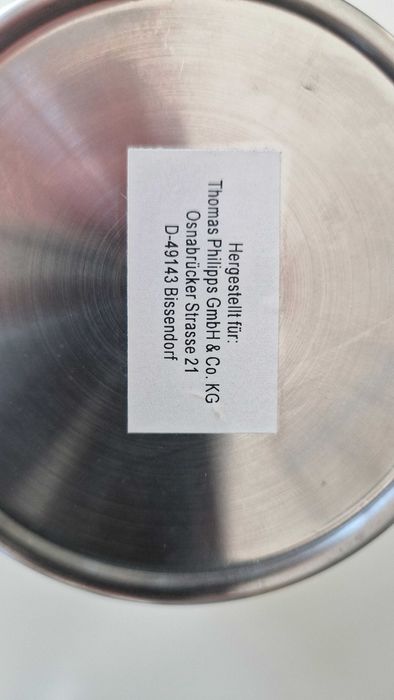 Hergestellt für:
Thomas Philipps GmbH & Co. KG
Osnabrücker Strasse 21
D-49143 Bissendorf